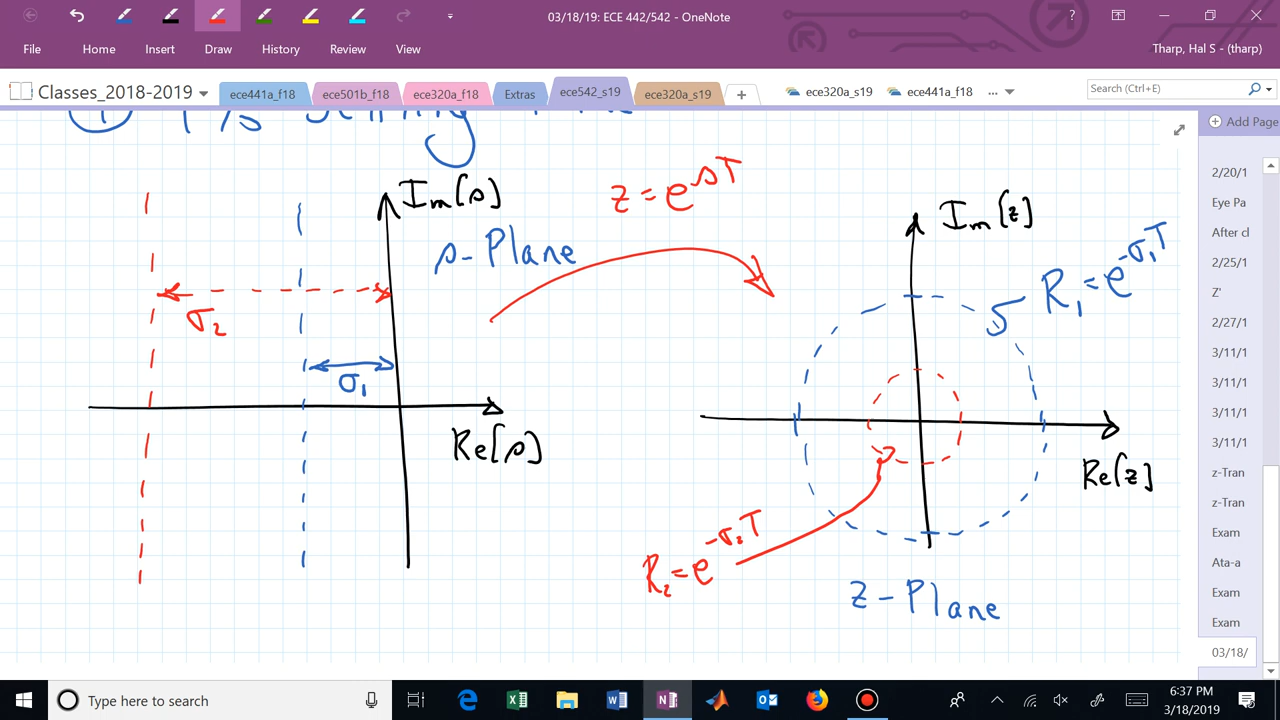 03/18/19: ECE 442/542 - OneNote
?
File Home Insert Draw History Review View
Tharp, Hal S - (tharp)
Classes_2018-2019
ece441a_f18
ece501b_f18
ece320a_f18
Extras
ece542_s19
ece320a_s19
+
ece320a_s19
ece441a_f18
...
Search (Ctrl+E)
Add Page
2/20/1
Eye Pa
After cl
2/25/1
Z'
2/27/1
3/11/1
3/11/1
3/11/1
3/11/1
z-Tran
z-Tran
Exam
Ata-a
Exam
Exam
03/18/
Im[s]
s-Plane
z = e^sT
Im[z]
R₁ = e^-σ₁T
σ₂
σ₁
Re[s]
Re[z]
R₂ = e^-σ₂T
z-Plane
Type here to search
6:37 PM
3/18/2019